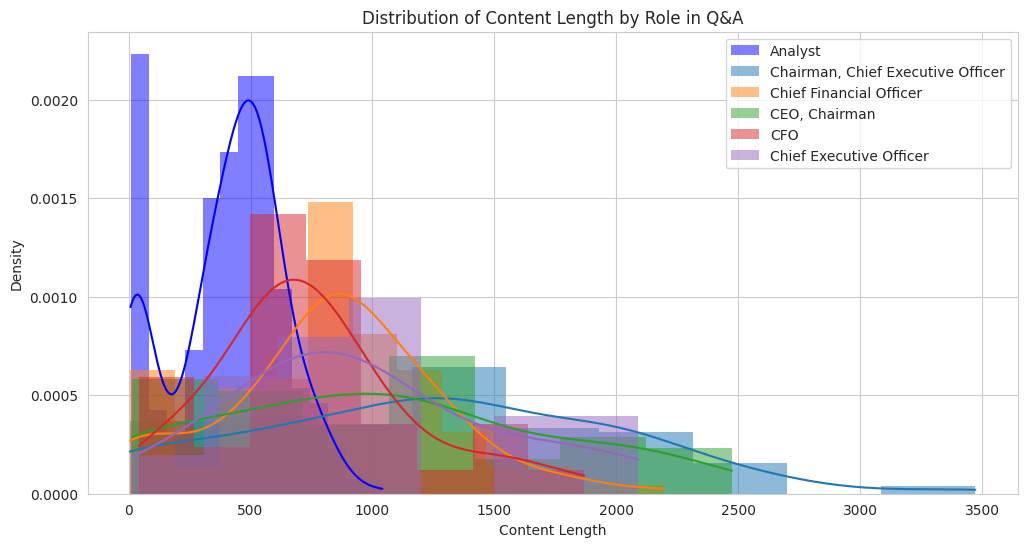 Distribution of Content Length by Role in Q&A
Analyst
Chairman, Chief Executive Officer
Chief Financial Officer
CEO, Chairman
CFO
Chief Executive Officer
Density
0.0020
0.0015
0.0010
0.0005
0.0000
0
500
1000
1500
2000
2500
3000
3500
Content Length